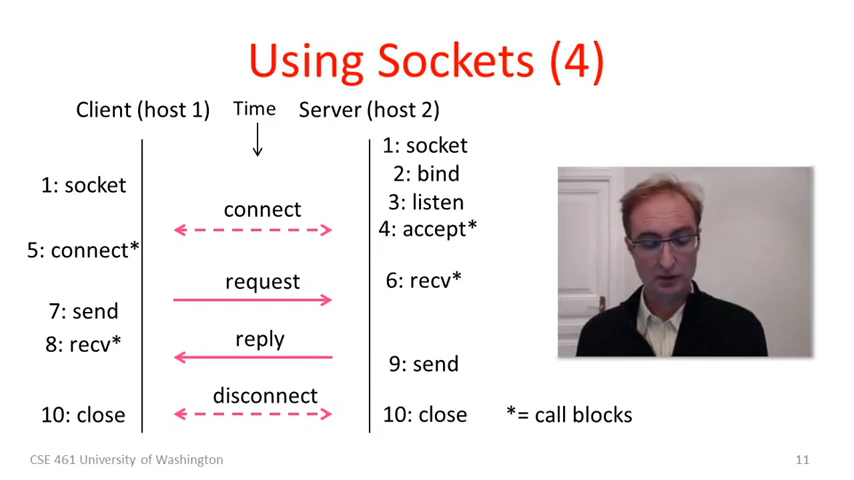 Using Sockets (4)
Client (host 1) Time Server (host 2)
1: socket
1: socket
2: bind
3: listen
connect
4: accept*
5: connect*
request
6: recv*
7: send
8: recv*
reply
9: send
disconnect
10: close
10: close
*= call blocks
CSE 461 University of Washington
11